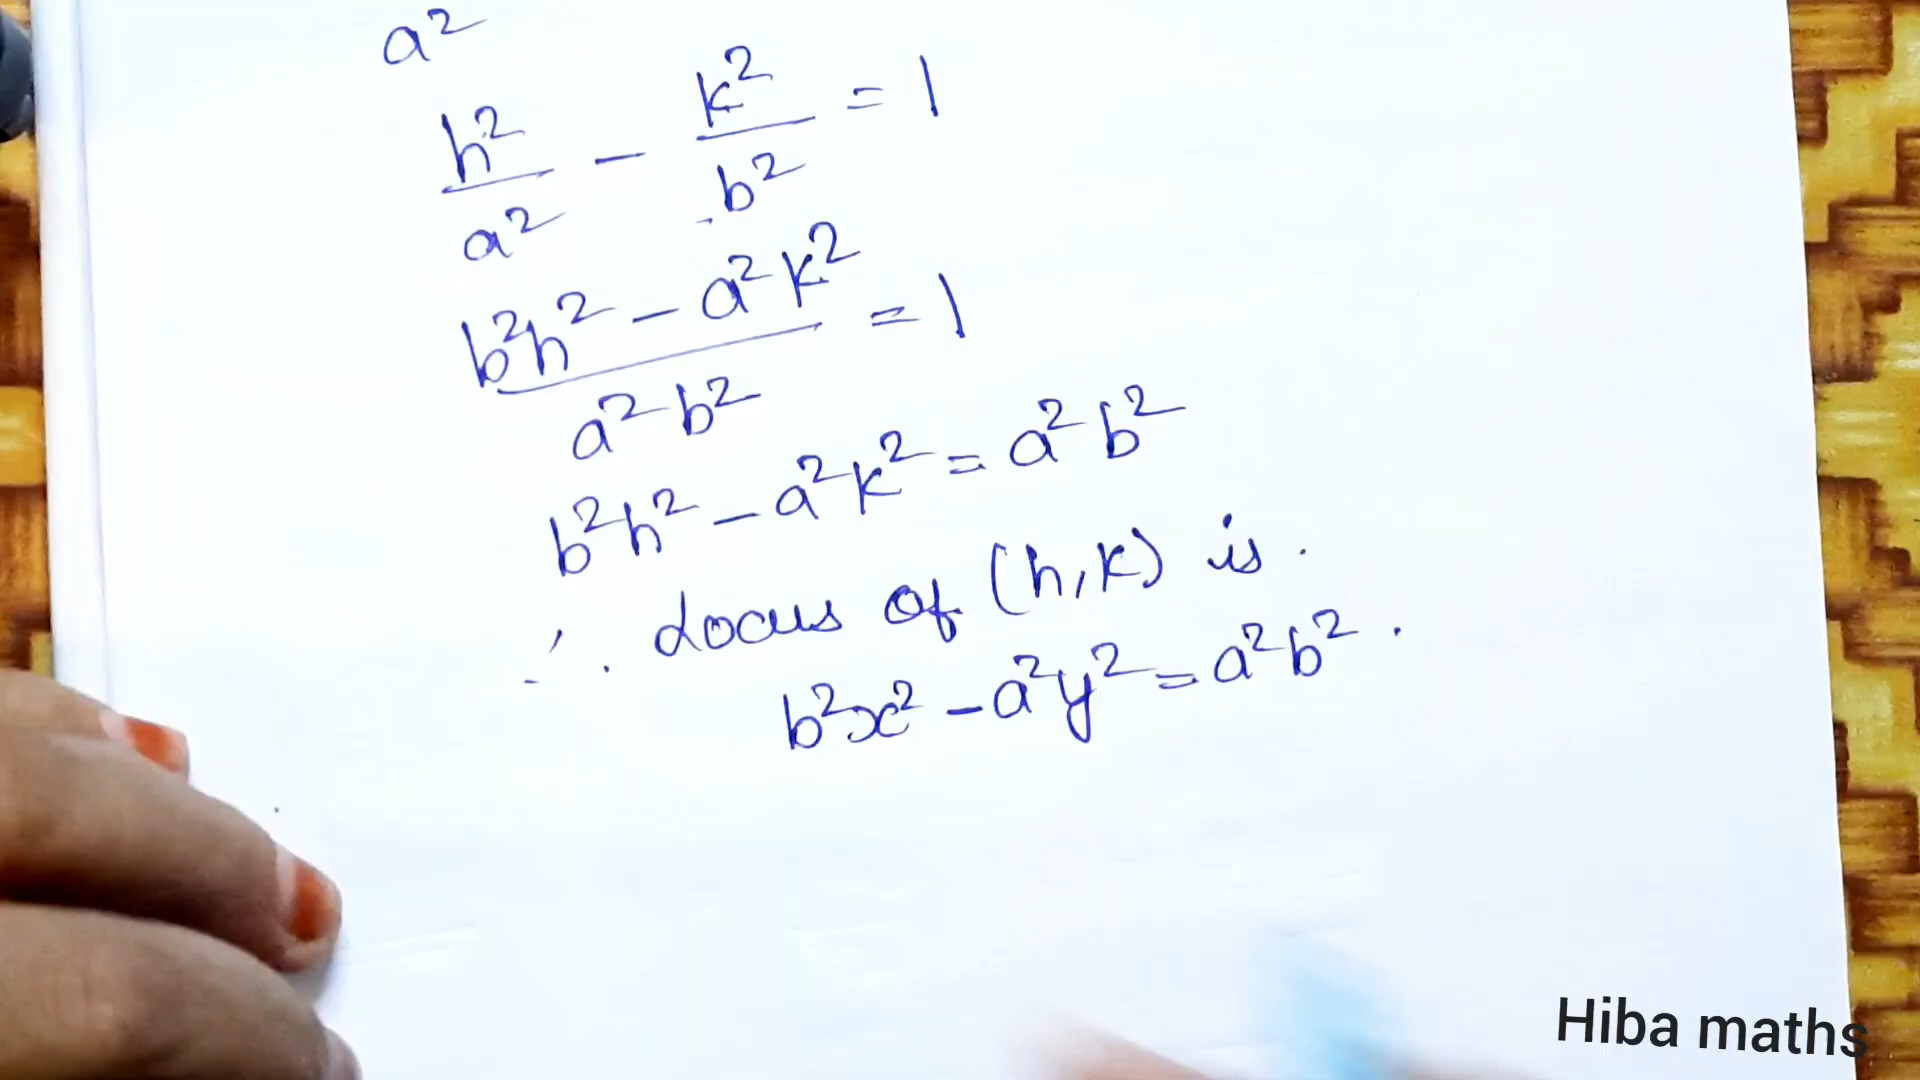 a²
h²/a² - k²/b² = 1
b²h² - a²k² / a²b² = 1
b²h² - a²k² = a²b²
∴ Locus of (h,k) is.
b²x² - a²y² = a²b².
Hiba maths